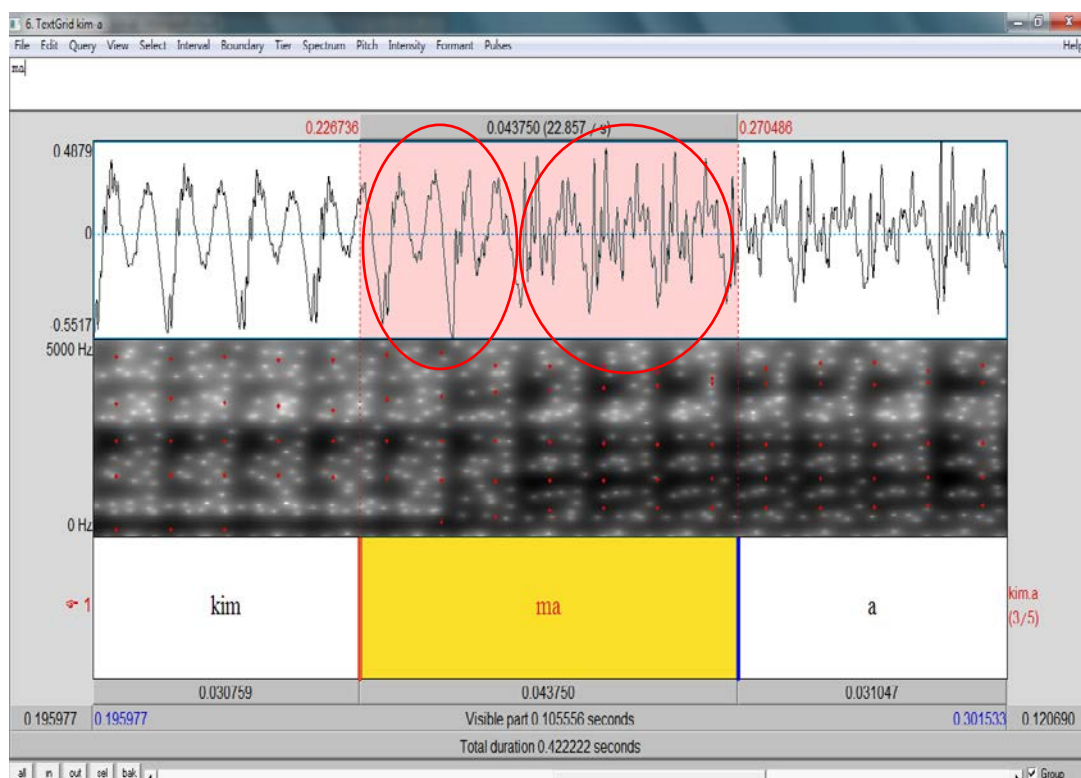 6. TextGrid kim-a
File Edit Query View Select Interval Boundary Tier Spectrum Pitch Intensity Formant Pulses Help
ma
0.226736 0.043750 (22.857 / s) 0.270486
0.4879
0
-0.5517
5000 Hz
0 Hz
1 kim ma a kim.a
(3/5)
0.030759 0.043750 0.031047
0.195977 0.195977 Visible part 0.105556 seconds 0.301533 0.120690
Total duration 0.422222 seconds
all in out sel bak Group